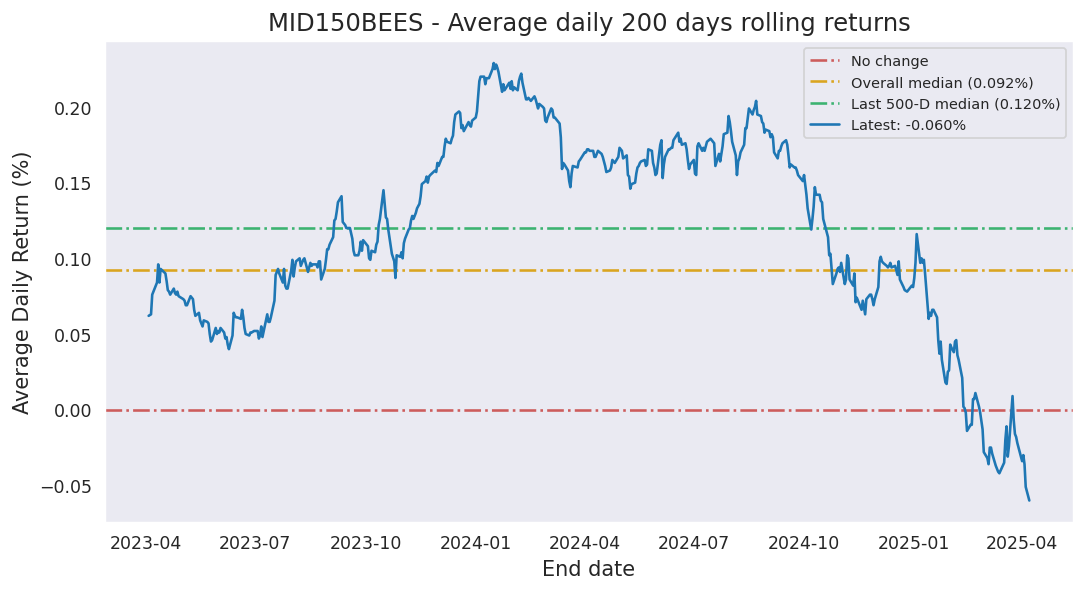 MID150BEES - Average daily 200 days rolling returns
No change
Overall median (0.092%)
Last 500-D median (0.120%)
Latest: -0.060%
Average Daily Return (%)
0.20
0.15
0.10
0.05
0.00
−0.05
2023-04 2023-07 2023-10 2024-01 2024-04 2024-07 2024-10 2025-01 2025-04
End date